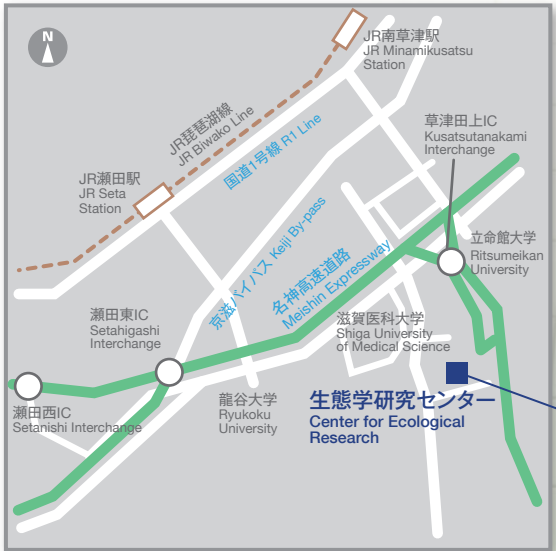 N
JR南草津駅
JR Minamikusatsu
Station
JR琵琶湖線
JR Biwako Line
国道1号線 R1 Line
草津田上IC
Kusatsutanakami
Interchange
JR瀬田駅
JR Seta
Station
京滋バイパス Keiji By-pass
名神高速道路
Meishin Expressway
立命館大学
Ritsumeikan
University
瀬田東IC
Setahigashi
Interchange
滋賀医科大学
Shiga University
of Medical Science
瀬田西IC
Setanishi Interchange
龍谷大学
Ryukoku
University
生態学研究センター
Center for Ecological
Research